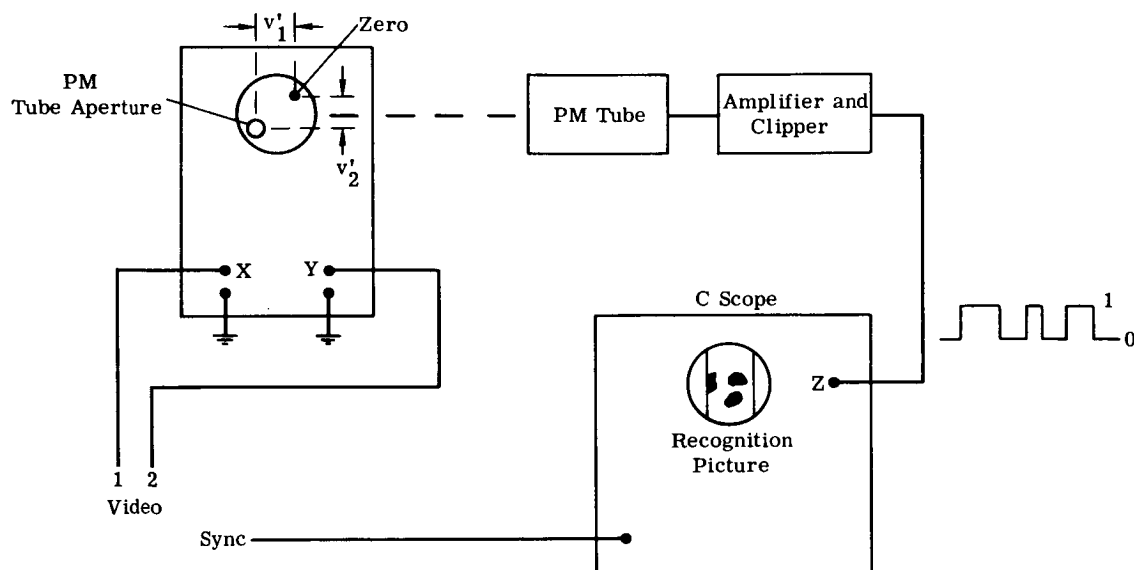 v'1
Zero
PM
Tube Aperture
v'2
PM Tube
Amplifier and
Clipper
X
Y
C Scope
1
0
Z
Recognition
Picture
1 2
Video
Sync